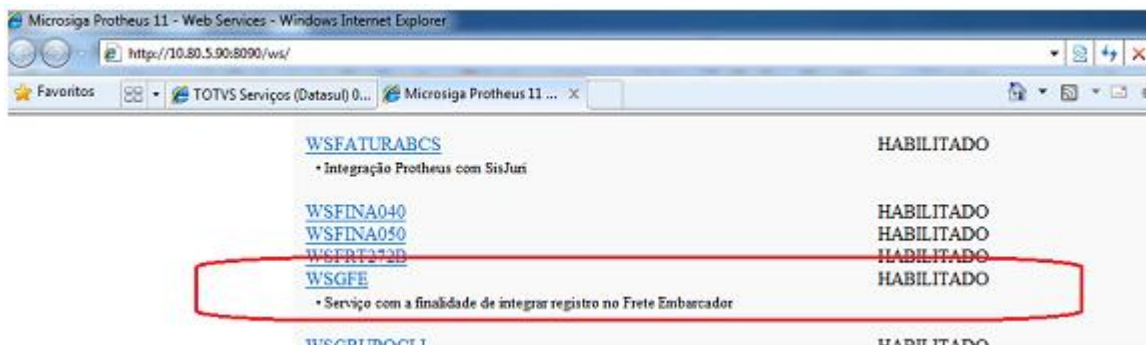 Microsiga Protheus 11 - Web Services - Windows Internet Explorer
http://10.80.5.90:8090/ws/
Favoritos TOTVS Serviços (Datasul) 0... Microsiga Protheus 11 ... X
WSFATURABCS HABILITADO
• Integração Protheus com SisJuri
WSFINA040 HABILITADO
WSFINA050 HABILITADO
WSFRT272B HABILITADO
WSGFE HABILITADO
• Serviço com a finalidade de integrar registro no Frete Embarcador
WSGRUPOCLI HABILITADO